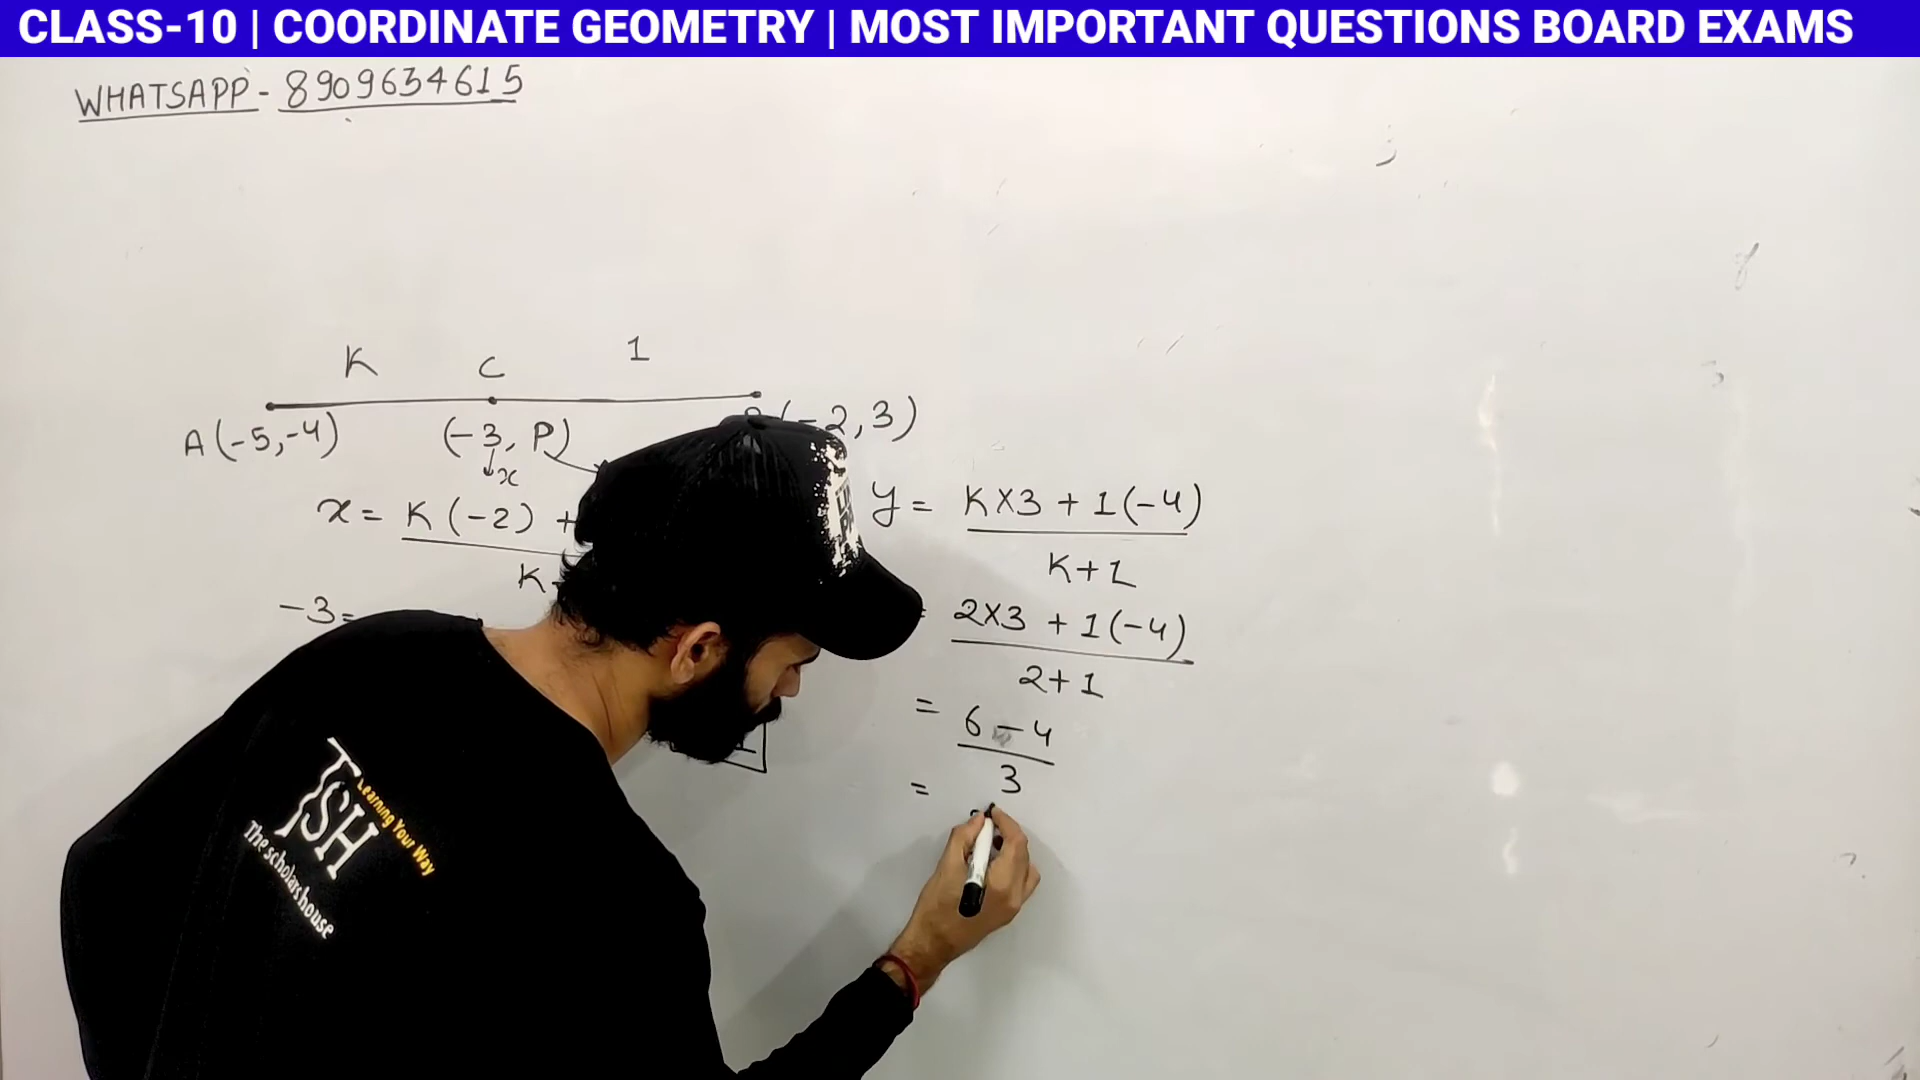 CLASS-10 | COORDINATE GEOMETRY | MOST IMPORTANT QUESTIONS BOARD EXAMS
WHATSAPP - 8909634615
K C 1
A(-5,-4) (-3, P) (-2,3)
x
x = K(-2) +
K
y = K×3 + 1(-4)
K+1
-3 =
2×3 + 1(-4)
2+1
= 6-4
3
=
TSH
Learning Your Way
The scholars house